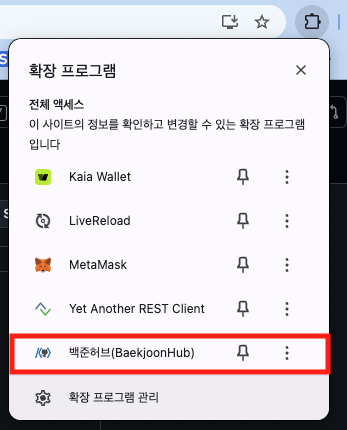 확장 프로그램
전체 액세스
이 사이트의 정보를 확인하고 변경할 수 있는 확장 프로그램
입니다
Kaia Wallet
LiveReload
MetaMask
Yet Another REST Client
백준허브(BaekjoonHub)
확장 프로그램 관리